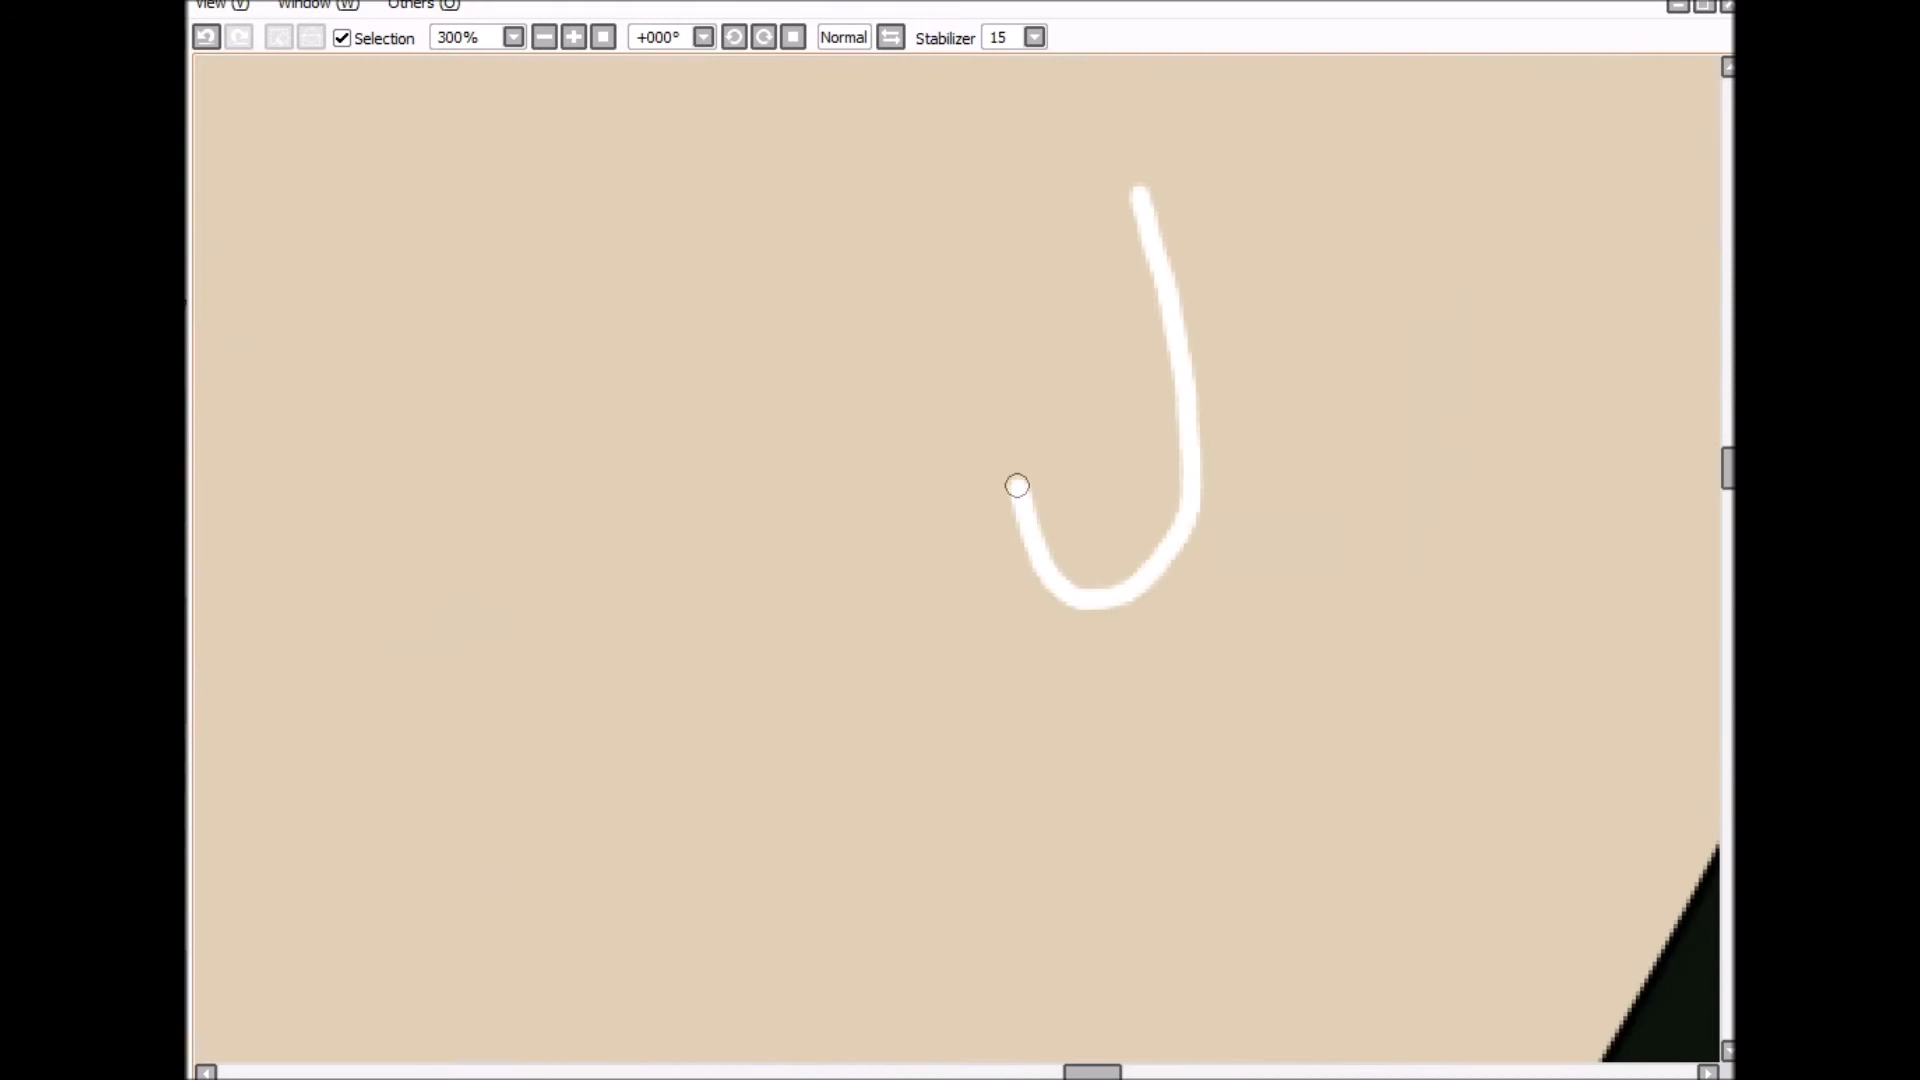 View (V) Window (W) Others (O)
Selection 300% +000° Normal Stabilizer 15